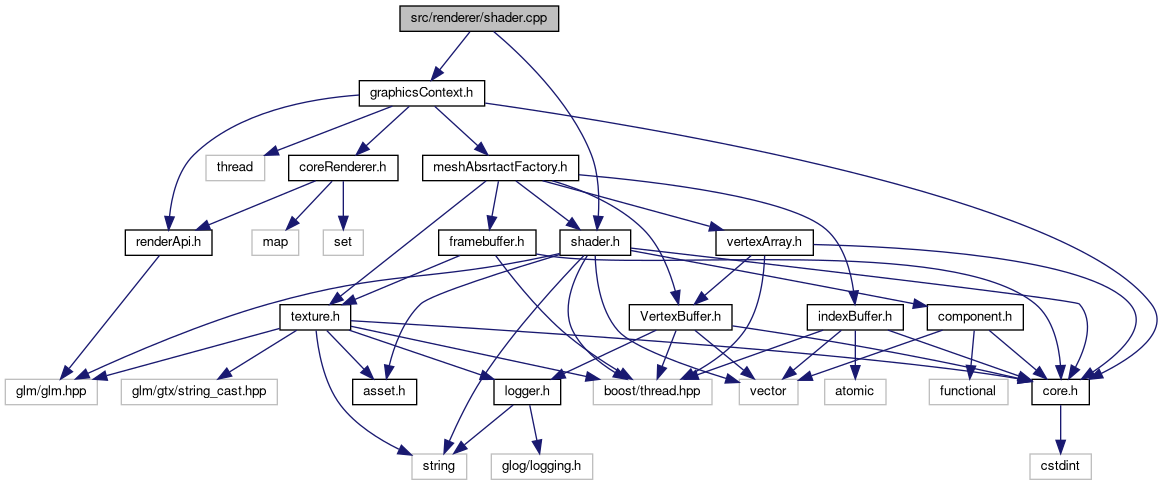 src/renderer/shader.cpp
graphicsContext.h
thread
coreRenderer.h
meshAbsrtactFactory.h
renderApi.h
map
set
framebuffer.h
shader.h
vertexArray.h
texture.h
VertexBuffer.h
indexBuffer.h
component.h
glm/glm.hpp
glm/gtx/string_cast.hpp
asset.h
logger.h
boost/thread.hpp
vector
atomic
functional
core.h
string
glog/logging.h
cstdint